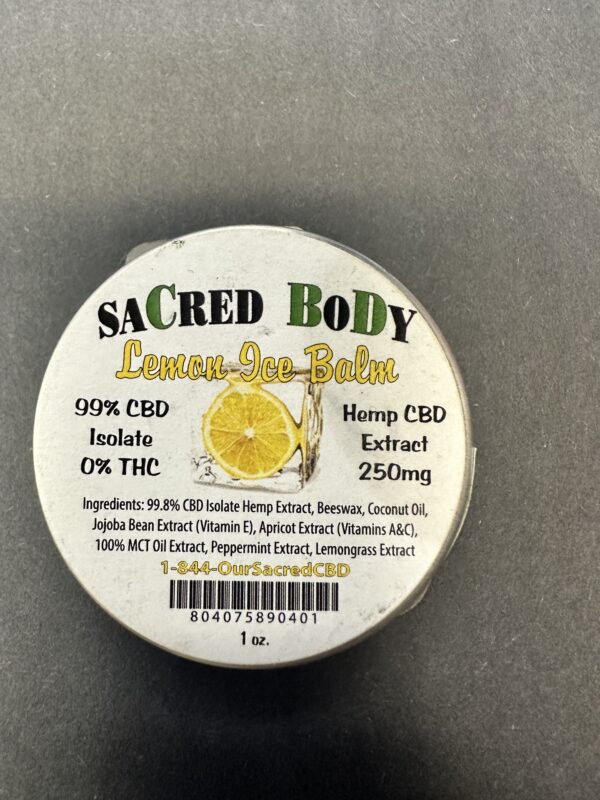 SACRED BODY
Lemon Ice Balm
99% CBD
Isolate
0% THC
Hemp CBD
Extract
250mg
Ingredients: 99.8% CBD Isolate Hemp Extract, Beeswax, Coconut Oil,
Jojoba Bean Extract (Vitamin E), Apricot Extract (Vitamins A&C),
100% MCT Oil Extract, Peppermint Extract, Lemongrass Extract
1-844-OurSacredCBD
804075890401
1 oz.